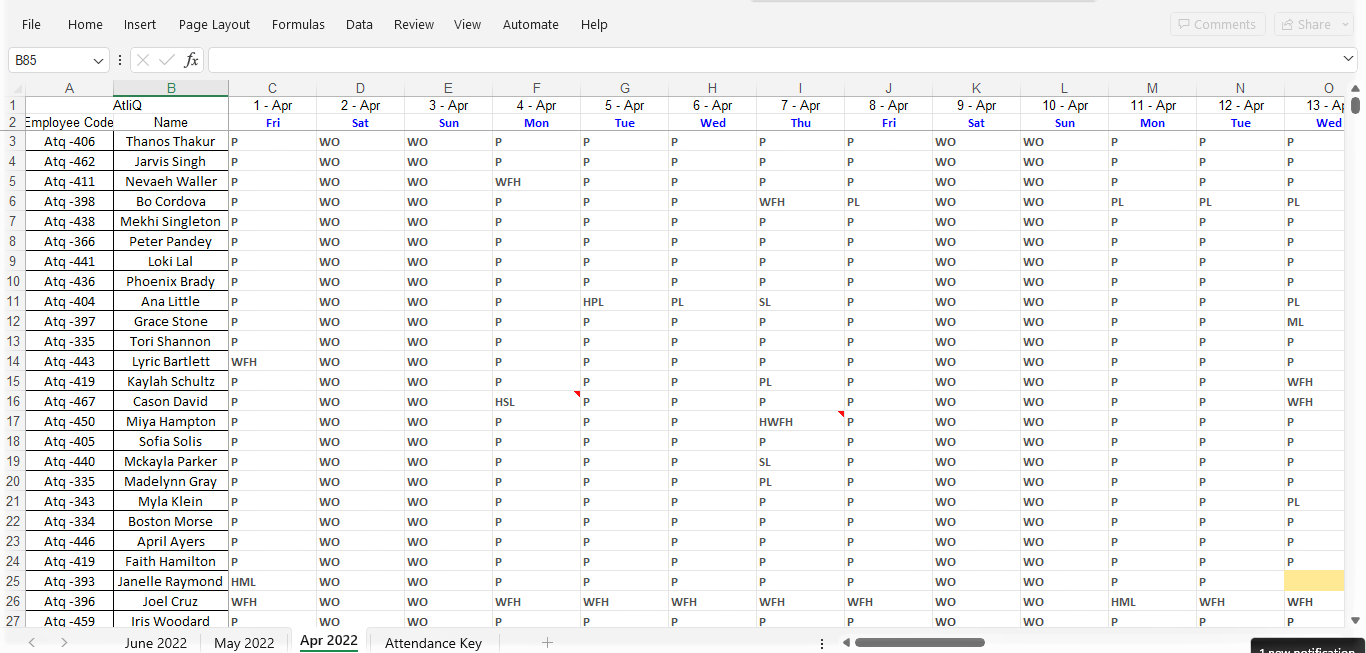 File Home Insert Page Layout Formulas Data Review View Automate Help Comments Share
B85 fx
A B C D E F G H I J K L M N O
1 AtliQ 1 - Apr 2 - Apr 3 - Apr 4 - Apr 5 - Apr 6 - Apr 7 - Apr 8 - Apr 9 - Apr 10 - Apr 11 - Apr 12 - Apr 13 - Ap
2 Employee Code Name Fri Sat Sun Mon Tue Wed Thu Fri Sat Sun Mon Tue Wed
3 Atq -406 Thanos Thakur P WO WO P P P P P WO WO P P P
4 Atq -462 Jarvis Singh P WO WO P P P P P WO WO P P P
5 Atq -411 Nevaeh Waller P WO WO WFH P P P P WO WO P P P
6 Atq -398 Bo Cordova P WO WO P P P WFH PL WO WO PL PL PL
7 Atq -438 Mekhi Singleton P WO WO P P P P P WO WO P P P
8 Atq -366 Peter Pandey P WO WO P P P P P WO WO P P P
9 Atq -441 Loki Lal P WO WO P P P P P WO WO P P P
10 Atq -436 Phoenix Brady P WO WO P P P P P WO WO P P P
11 Atq -404 Ana Little P WO WO P HPL PL SL P WO WO P P PL
12 Atq -397 Grace Stone P WO WO P P P P P WO WO P P ML
13 Atq -335 Tori Shannon P WO WO P P P P P WO WO P P P
14 Atq -443 Lyric Bartlett WFH WO WO P P P P P WO WO P P P
15 Atq -419 Kaylah Schultz P WO WO P P P PL P WO WO P P WFH
16 Atq -467 Cason David P WO WO HSL P P P P WO WO P P WFH
17 Atq -450 Miya Hampton P WO WO P P P HWFH P WO WO P P P
18 Atq -405 Sofia Solis P WO WO P P P P P WO WO P P P
19 Atq -440 Mckayla Parker P WO WO P P P SL P WO WO P P P
20 Atq -335 Madelynn Gray P WO WO P P P PL P WO WO P P P
21 Atq -343 Myla Klein P WO WO P P P P P WO WO P P PL
22 Atq -334 Boston Morse P WO WO P P P P P WO WO P P P
23 Atq -446 April Ayers P WO WO P P P P P WO WO P P P
24 Atq -419 Faith Hamilton P WO WO P P P P P WO WO P P P
25 Atq -393 Janelle Raymond HML WO WO P P P P P WO WO P P
26 Atq -396 Joel Cruz WFH WO WO WFH WFH WFH WFH WFH WO WO HML WFH WFH
27 Atq -459 Iris Woodard P WO WO P P P P P WO WO P P P
June 2022 May 2022 Apr 2022 Attendance Key
1 new notification